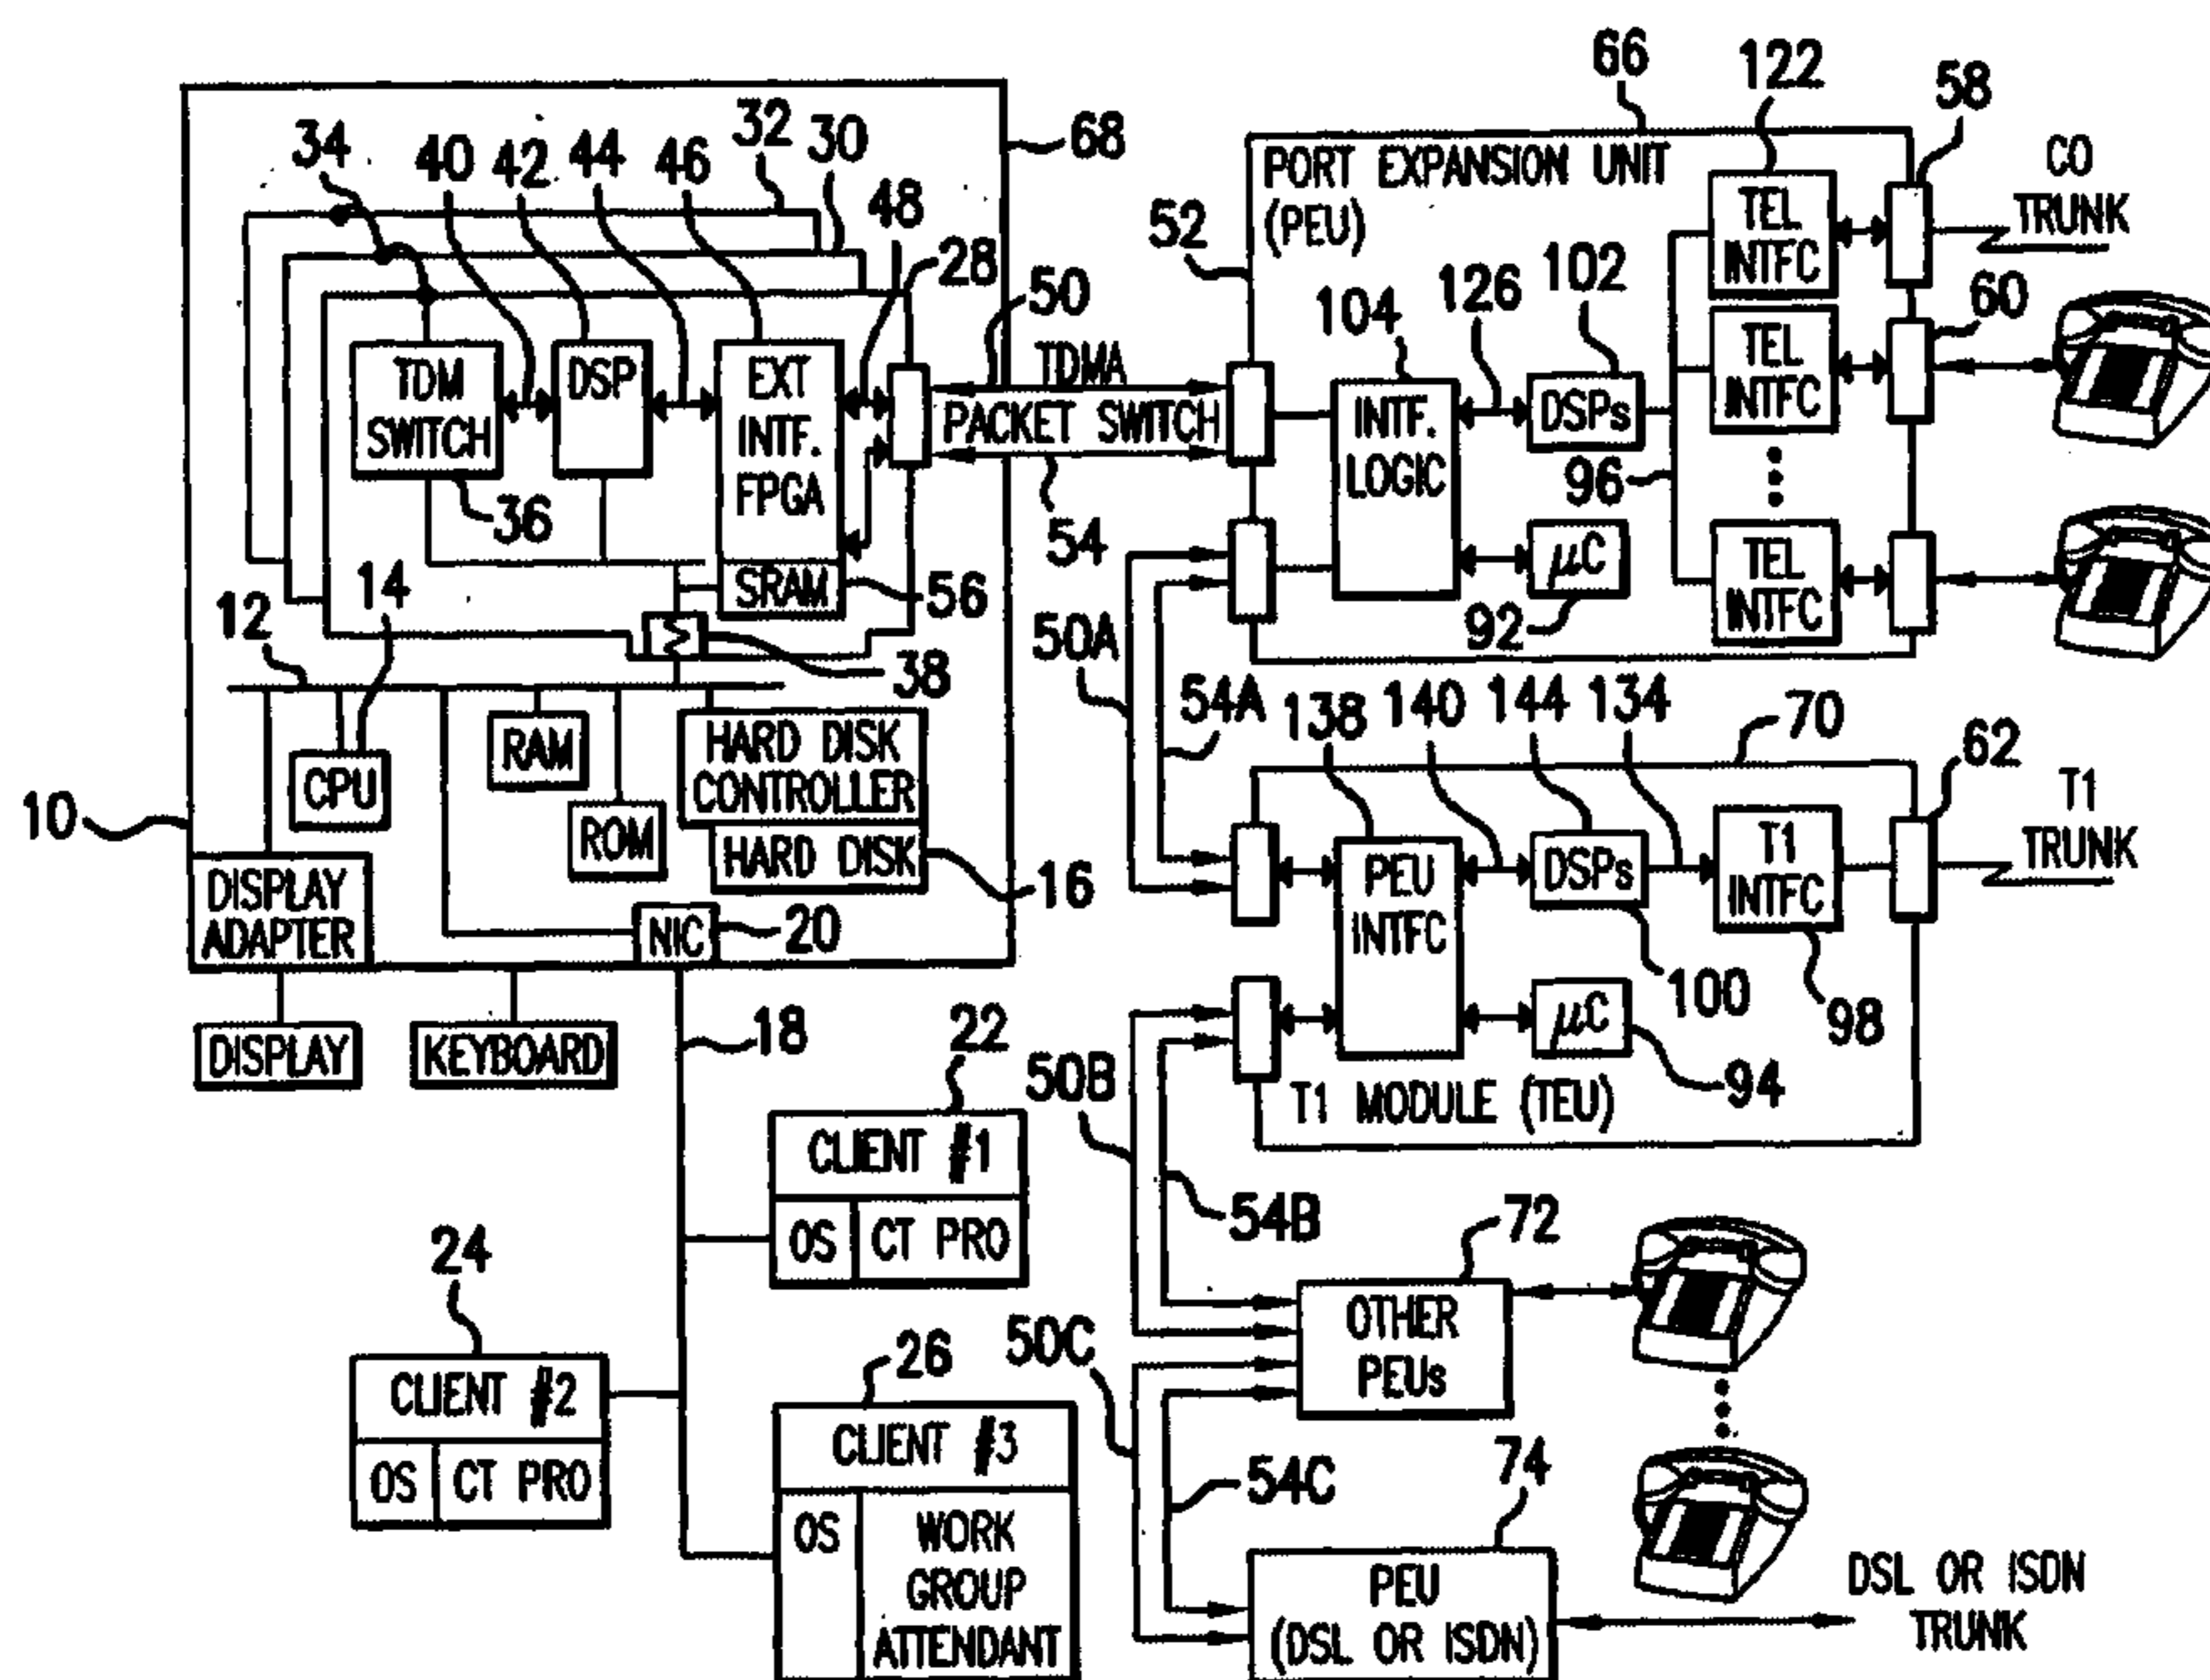 66
122
58
CO
TRUNK
68
34
40
42
44
46
32
30
48
28
50
52
PORT EXPANSION UNIT
(PEU)
TEL
INTFC
60
104
126
102
TDM
SWITCH
DSP
EXT
INTF.
FPGA
TDMA
PACKET SWITCH
INTF.
LOGIC
DSPs
TEL
INTFC
36
54
96
SRAM
56
μC
92
TEL
INTFC
12
14
38
50A
54A
138
140
144
134
70
62
T1
TRUNK
CPU
RAM
ROM
HARD DISK
CONTROLLER
HARD DISK
16
10
DISPLAY
ADAPTER
NIC
20
PEU
INTFC
DSPs
T1
INTFC
100
98
μC
94
T1 MODULE (TEU)
DISPLAY
KEYBOARD
18
22
CLIENT #1
OS
CT PRO
50B
54B
72
OTHER
PEUs
24
CLIENT #2
OS
CT PRO
26
CLIENT #3
OS
WORK
GROUP
ATTENDANT
50C
54C
74
PEU
(DSL OR ISDN)
DSL OR ISDN
TRUNK